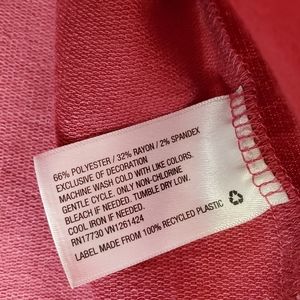 66% POLYESTER / 32% RAYON / 2% SPANDEX
EXCLUSIVE OF DECORATION
MACHINE WASH COLD WITH LIKE COLORS.
GENTLE CYCLE. ONLY NON-CHLORINE
BLEACH IF NEEDED. TUMBLE DRY LOW.
COOL IRON IF NEEDED.
RN17730 VN1261424
LABEL MADE FROM 100% RECYCLED PLASTIC